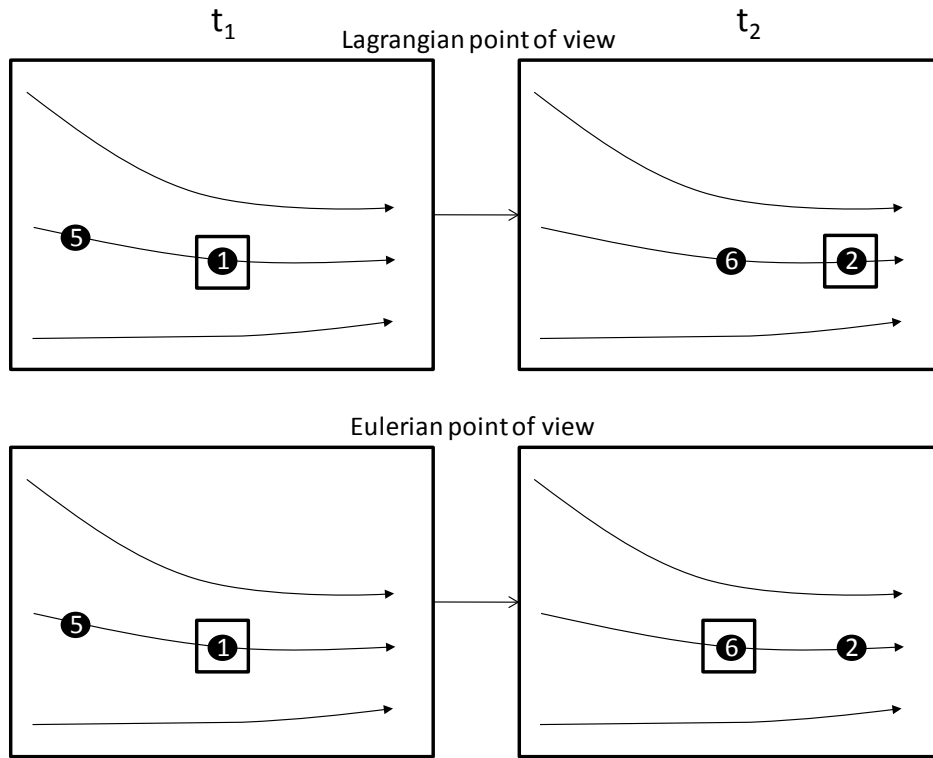 t₁
t₂
Lagrangian point of view
5
1
6
2
Eulerian point of view
5
1
6
2